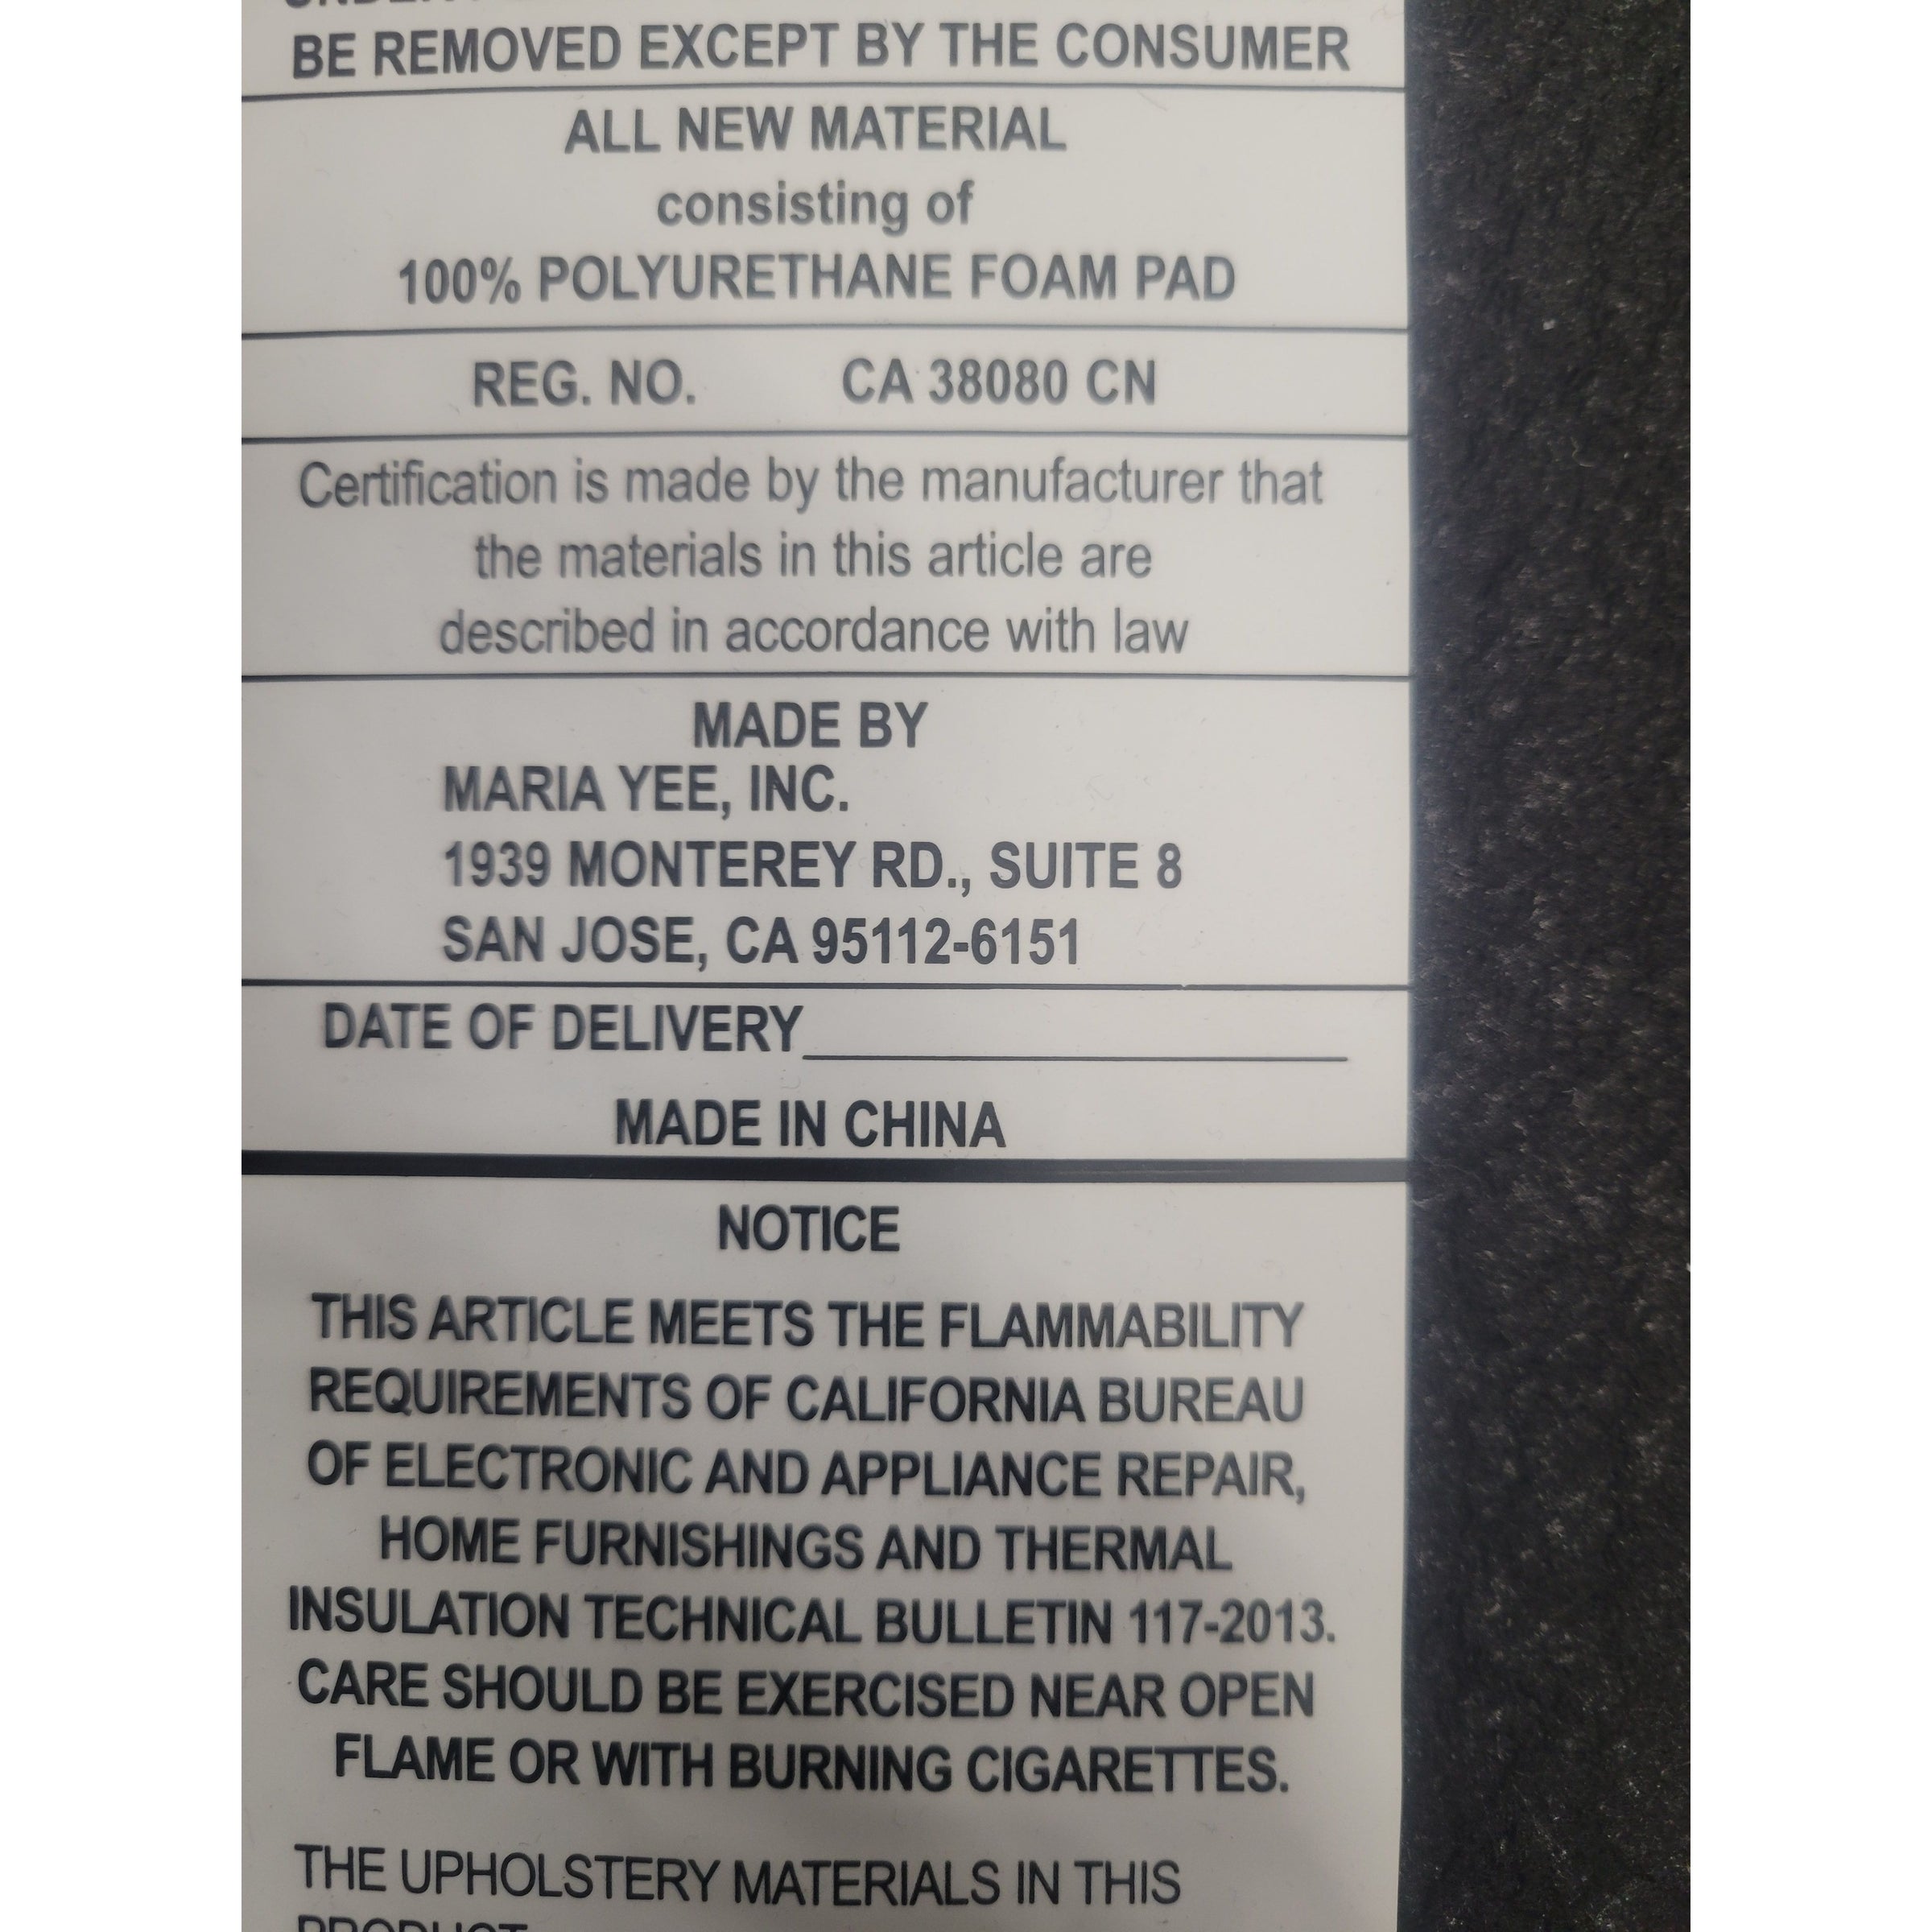 BE REMOVED EXCEPT BY THE CONSUMER
ALL NEW MATERIAL
consisting of
100% POLYURETHANE FOAM PAD
REG. NO. CA 38080 CN
Certification is made by the manufacturer that
the materials in this article are
described in accordance with law
MADE BY
MARIA YEE, INC.
1939 MONTEREY RD., SUITE 8
SAN JOSE, CA 95112-6151
DATE OF DELIVERY
MADE IN CHINA
NOTICE
THIS ARTICLE MEETS THE FLAMMABILITY
REQUIREMENTS OF CALIFORNIA BUREAU
OF ELECTRONIC AND APPLIANCE REPAIR,
HOME FURNISHINGS AND THERMAL
INSULATION TECHNICAL BULLETIN 117-2013.
CARE SHOULD BE EXERCISED NEAR OPEN
FLAME OR WITH BURNING CIGARETTES.
THE UPHOLSTERY MATERIALS IN THIS
PRODUCT